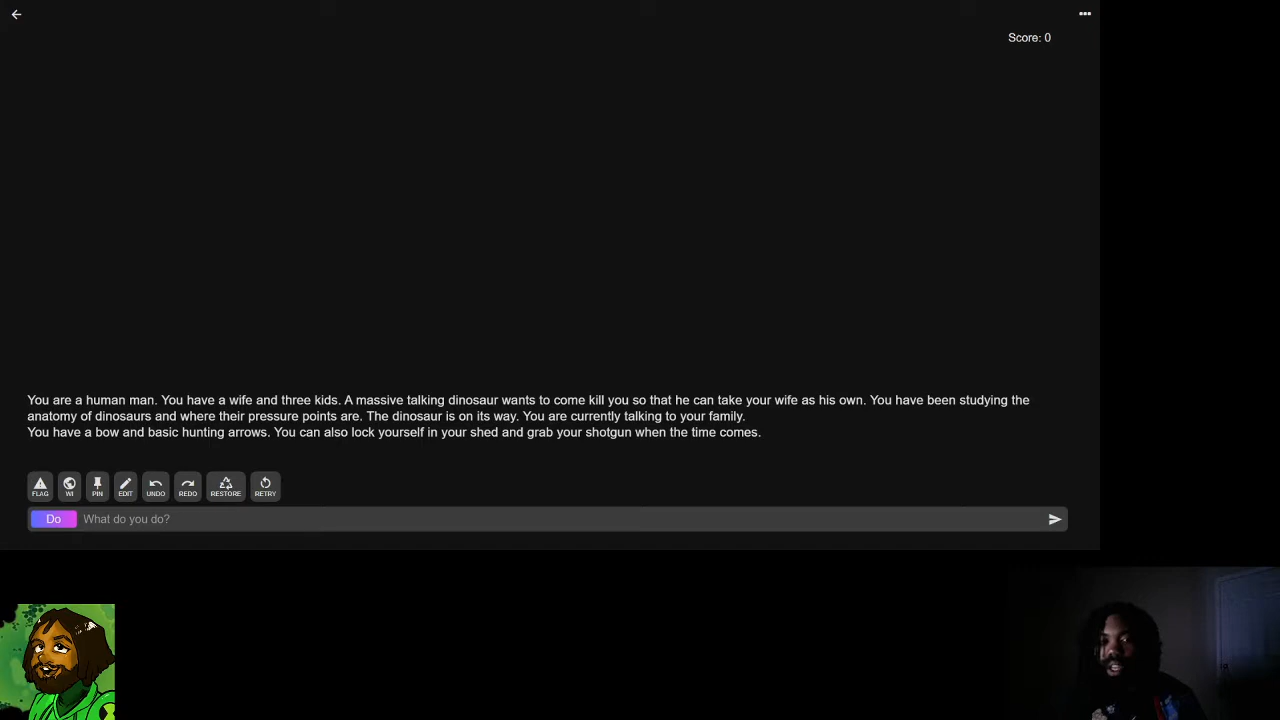 Score: 0
You are a human man. You have a wife and three kids. A massive talking dinosaur wants to come kill you so that he can take your wife as his own. You have been studying the
anatomy of dinosaurs and where their pressure points are. The dinosaur is on its way. You are currently talking to your family.
You have a bow and basic hunting arrows. You can also lock yourself in your shed and grab your shotgun when the time comes.
FLAG WI PIN EDIT UNDO REDO RESTORE RETRY
Do What do you do?